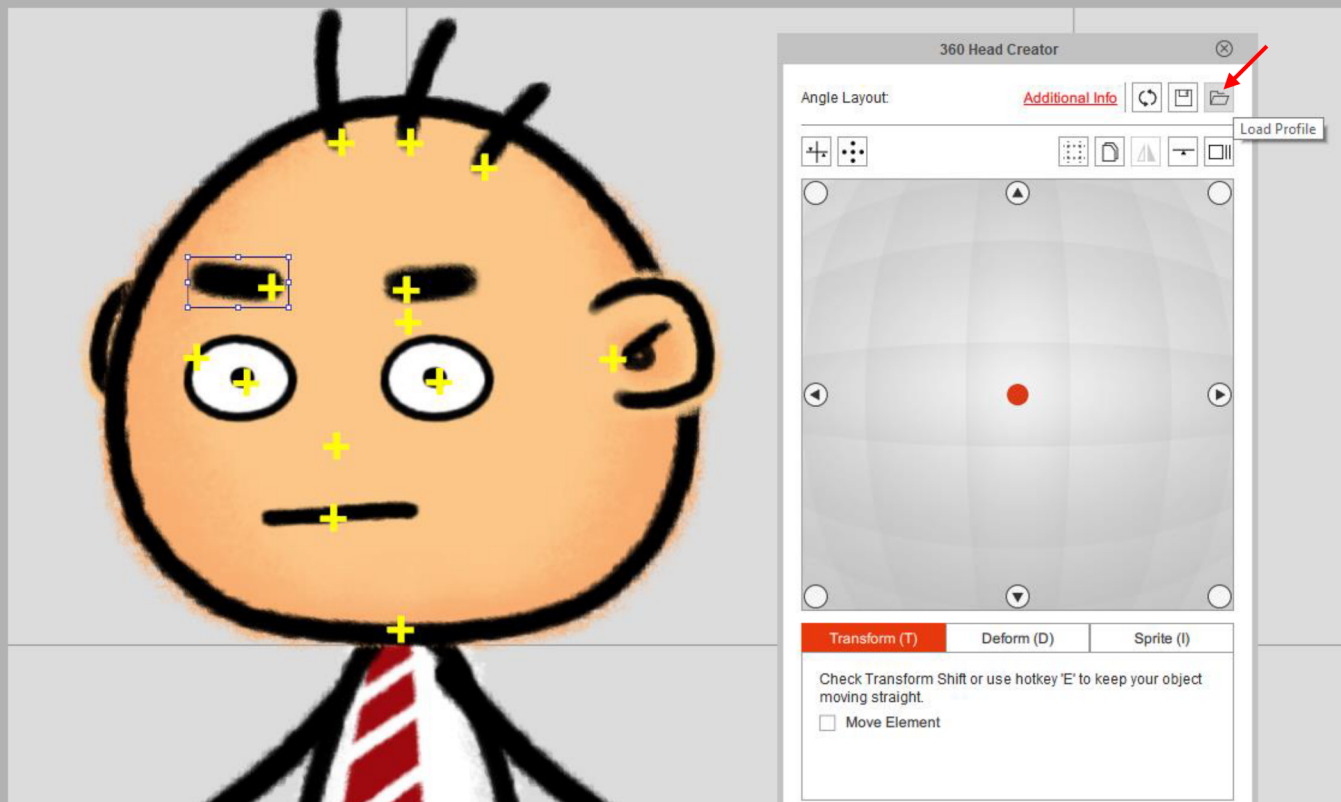 360 Head Creator
Angle Layout:
Additional Info
Load Profile
Transform (T)
Deform (D)
Sprite (I)
Check Transform Shift or use hotkey 'E' to keep your object
moving straight.
Move Element